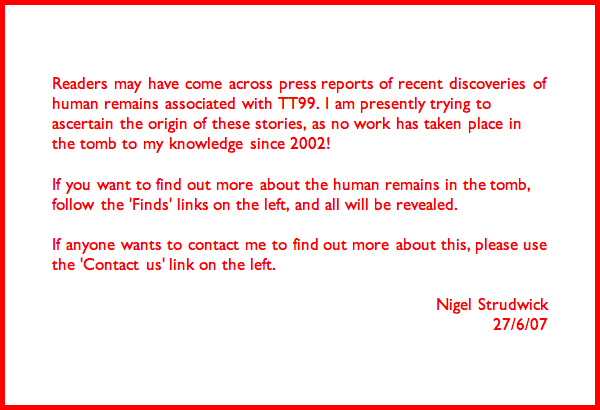 Readers may have come across press reports of recent discoveries of
human remains associated with TT99. I am presently trying to
ascertain the origin of these stories, as no work has taken place in
the tomb to my knowledge since 2002!
If you want to find out more about the human remains in the tomb,
follow the 'Finds' links on the left, and all will be revealed.
If anyone wants to contact me to find out more about this, please use
the 'Contact us' link on the left.
Nigel Strudwick
27/6/07